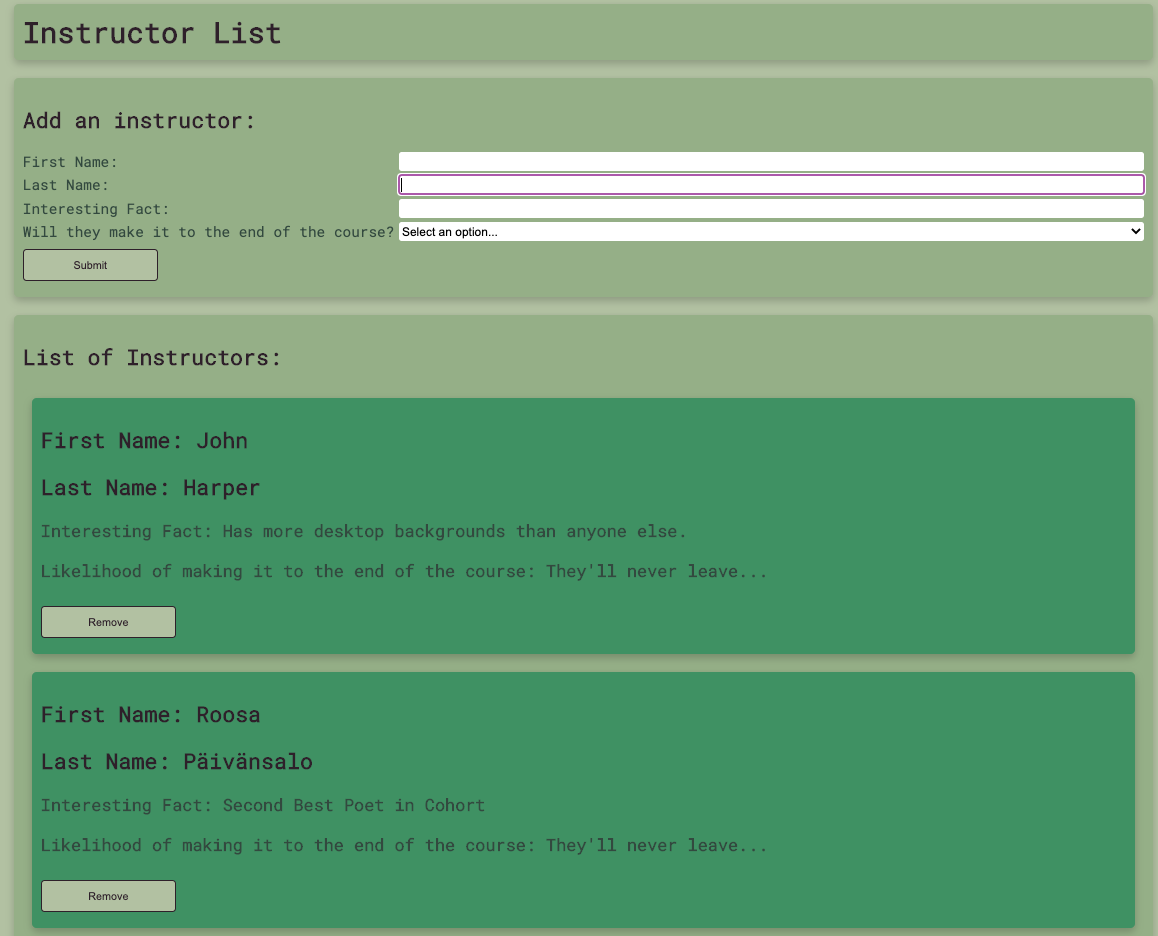 Instructor List
Add an instructor:
First Name:
Last Name:
Interesting Fact:
Will they make it to the end of the course? Select an option...
Submit
List of Instructors:
First Name: John
Last Name: Harper
Interesting Fact: Has more desktop backgrounds than anyone else.
Likelihood of making it to the end of the course: They'll never leave...
Remove
First Name: Roosa
Last Name: Päivänsalo
Interesting Fact: Second Best Poet in Cohort
Likelihood of making it to the end of the course: They'll never leave...
Remove